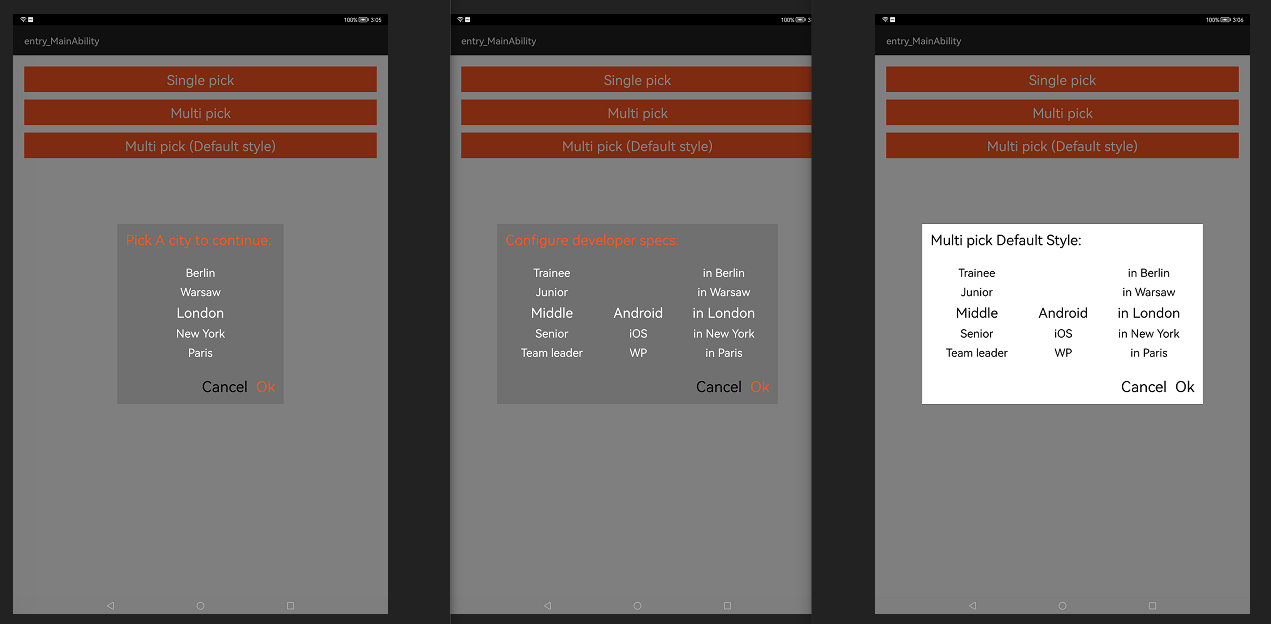 100% 3:05
entry_MainAbility
Single pick
Multi pick
Multi pick (Default style)
Pick A city to continue:
Berlin
Warsaw
London
New York
Paris
Cancel Ok
100%
entry_MainAbility
Single pick
Multi pick
Multi pick (Default style)
Configure developer specs:
Trainee in Berlin
Junior in Warsaw
Middle Android in London
Senior iOS in New York
Team leader WP in Paris
Cancel Ok
100% 3:06
entry_MainAbility
Single pick
Multi pick
Multi pick (Default style)
Multi pick Default Style:
Trainee in Berlin
Junior in Warsaw
Middle Android in London
Senior iOS in New York
Team leader WP in Paris
Cancel Ok